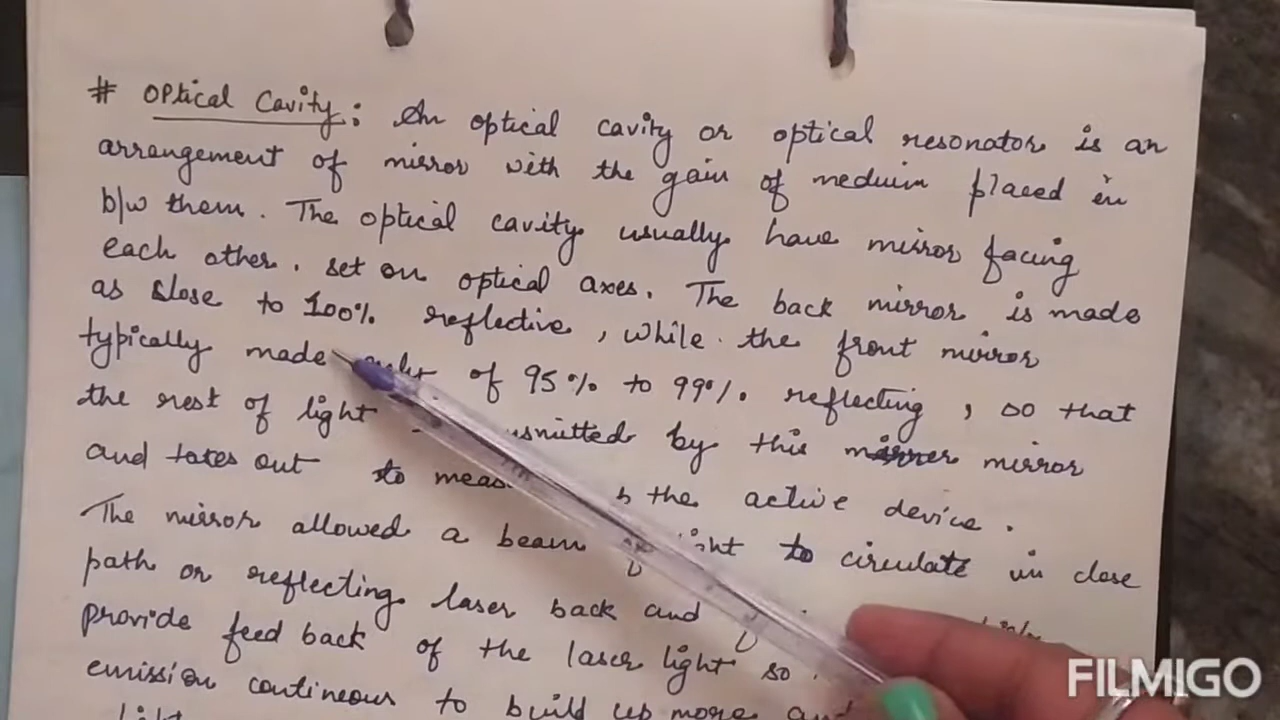 # Optical Cavity : An optical cavity or optical resonator is an
arrangement of mirror with the gain of meduim placed in
b/w them. The optical cavity usually have mirror facing
each other. set on optical axes. The back mirror is made
as close to 100% reflective, while the front mirror
typically made of 95% to 99% reflecting, so that
the rest of light by this mirror
and takes out to the active device.
The mirror allowed a beam to circulate in close
path or reflecting laser back and
provide feed back of the laser light so
emission contineous to build up more and
light
FILMIGO